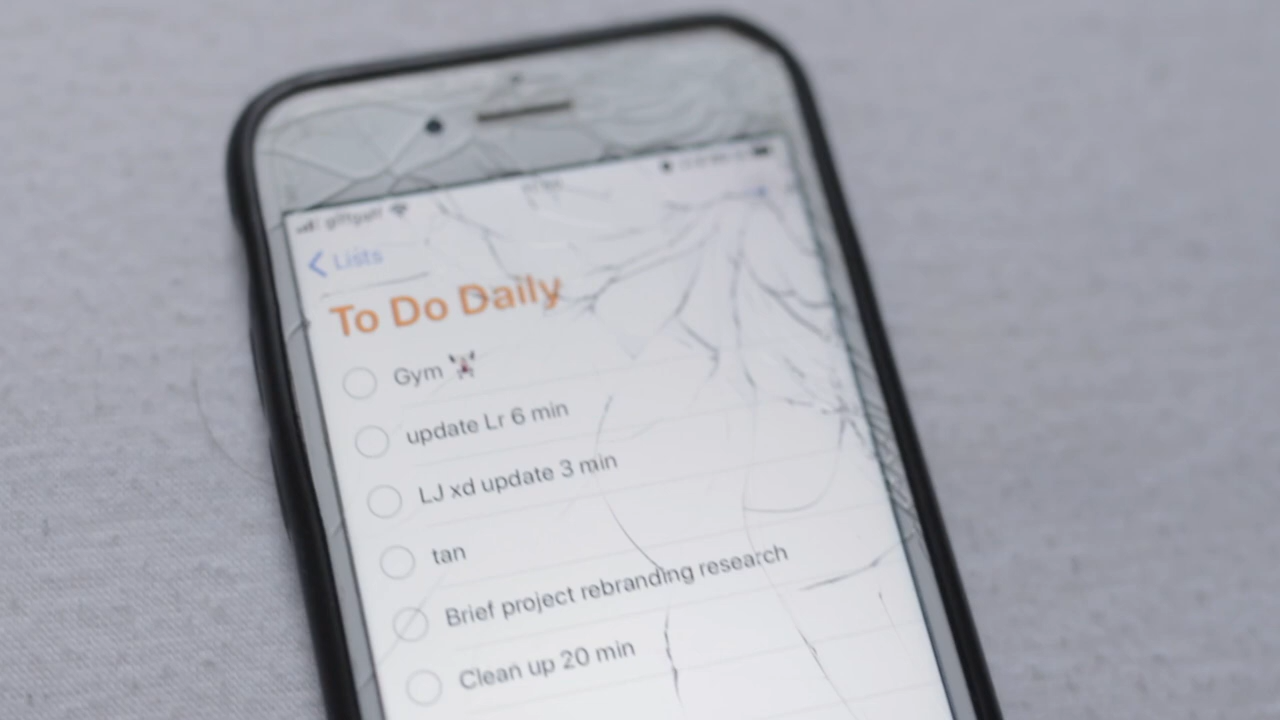 giffgaff
Lists
To Do Daily
Gym
update Lr 6 min
LJ xd update 3 min
tan
Brief project rebranding research
Clean up 20 min